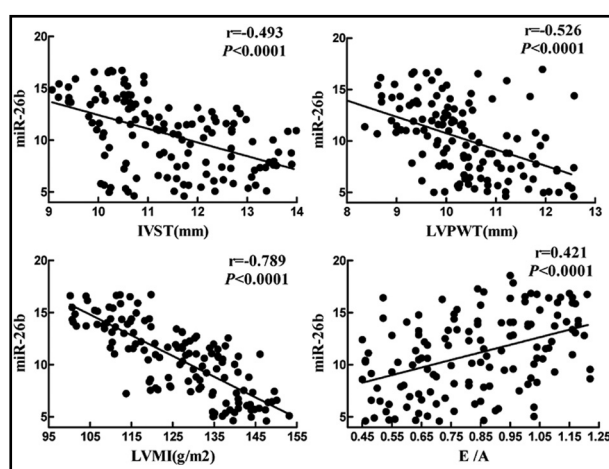 r=-0.493
P<0.0001
miR-26b
20
15
10
5
9 10 11 12 13 14
IVST(mm)
r=-0.526
P<0.0001
miR-26b
20
15
10
5
8 9 10 11 12 13
LVPWT(mm)
r=-0.789
P<0.0001
miR-26b
20
15
10
5
95 105 115 125 135 145 155
LVMI(g/m2)
r=0.421
P<0.0001
miR-26b
20
15
10
5
0.45 0.55 0.65 0.75 0.85 0.95 1.05 1.15 1.25
E /A